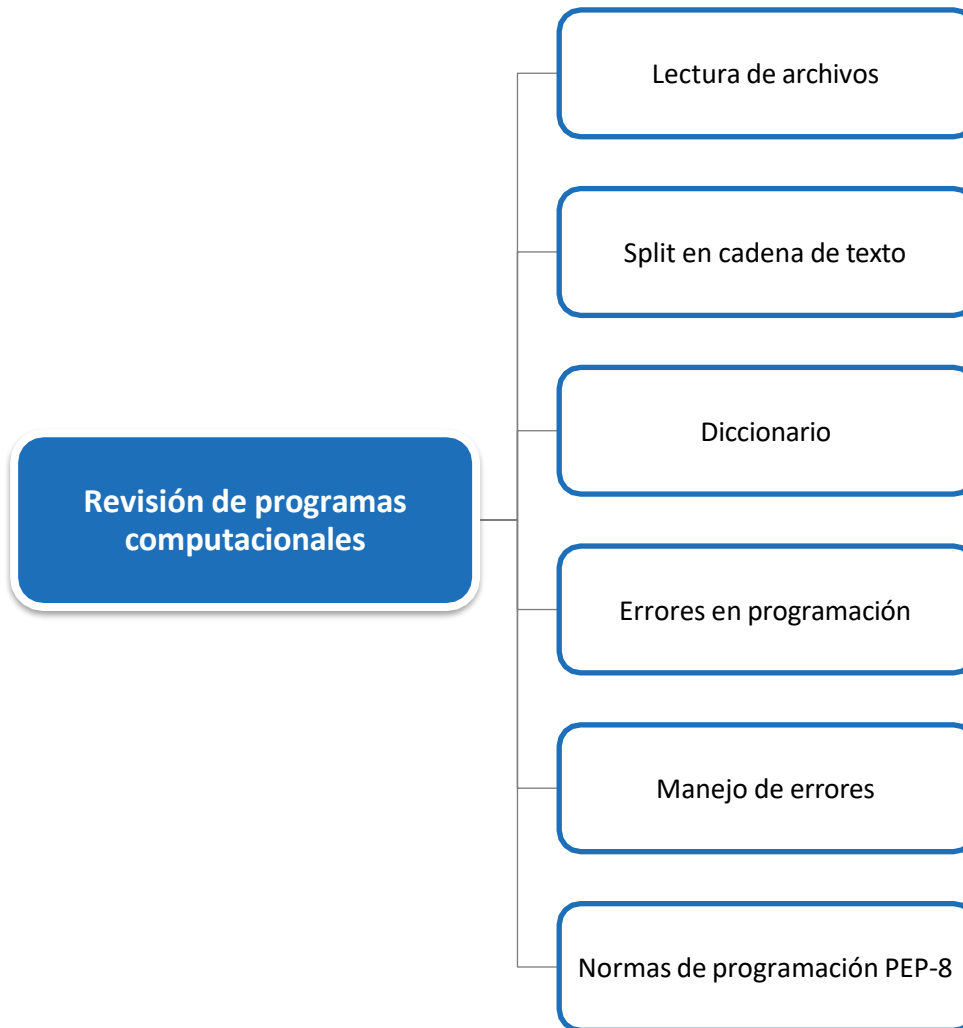 Lectura de archivos
Split en cadena de texto
Diccionario
Revisión de programas
computacionales
Errores en programación
Manejo de errores
Normas de programación PEP-8